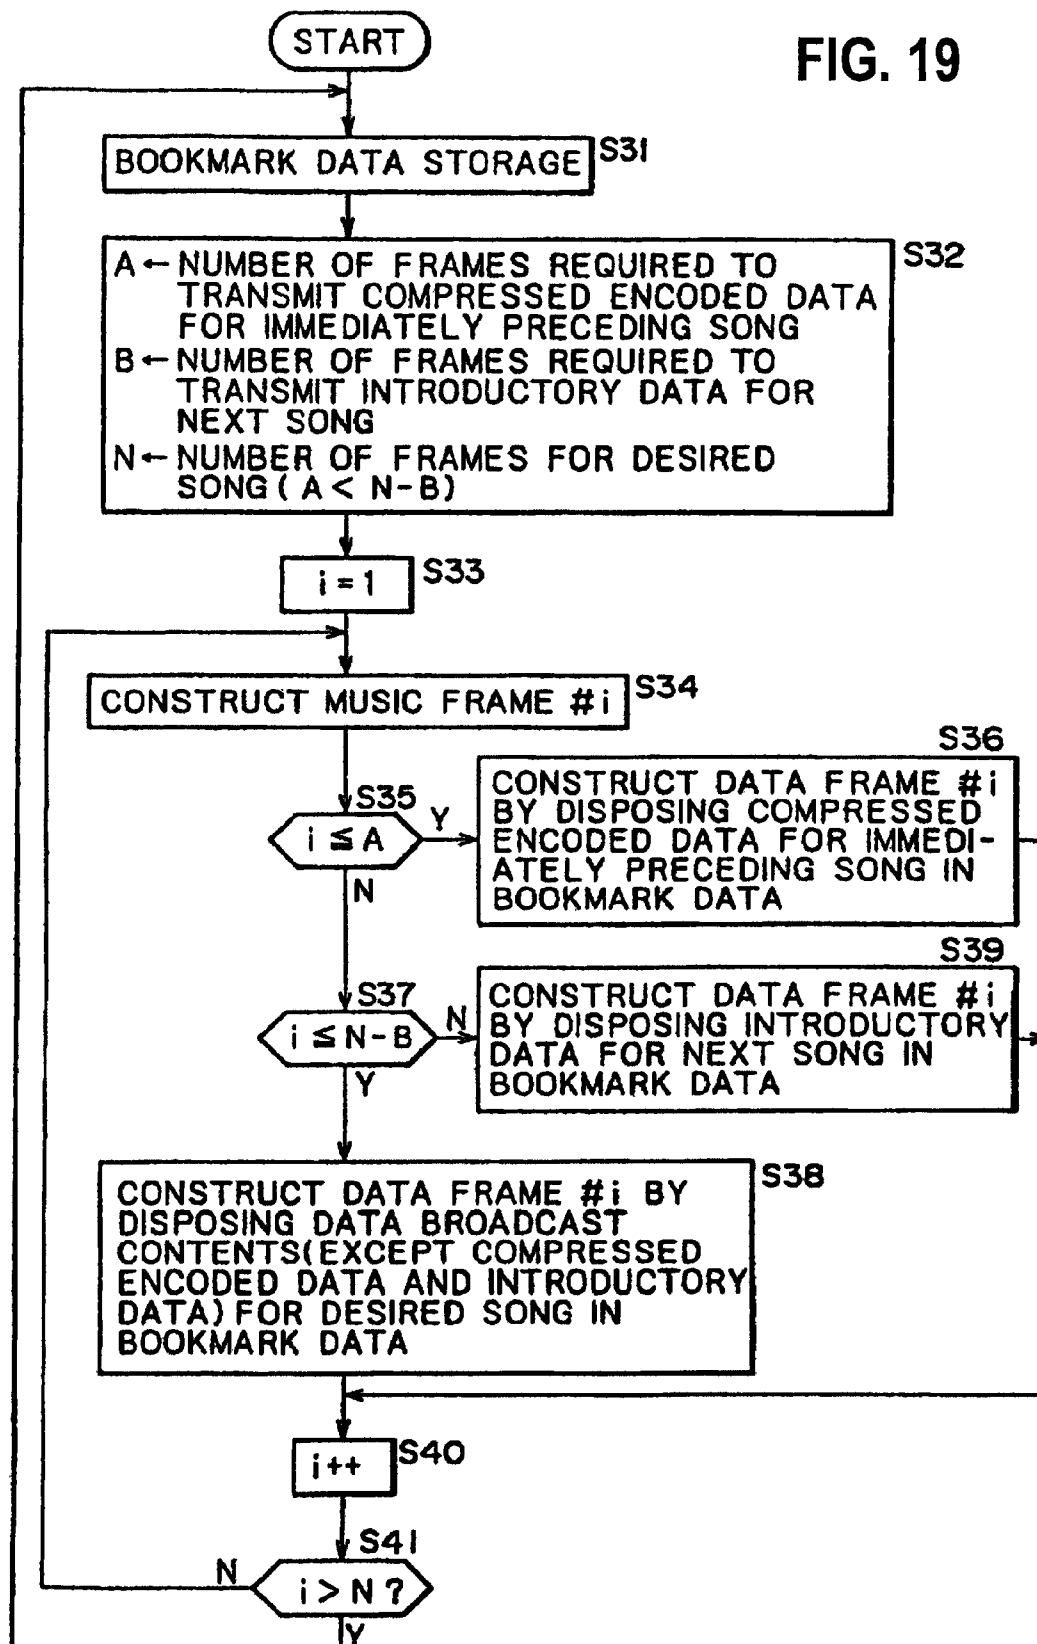 START
FIG. 19
BOOKMARK DATA STORAGE
S31
S32
A ← NUMBER OF FRAMES REQUIRED TO
TRANSMIT COMPRESSED ENCODED DATA
FOR IMMEDIATELY PRECEDING SONG
B ← NUMBER OF FRAMES REQUIRED TO
TRANSMIT INTRODUCTORY DATA FOR
NEXT SONG
N ← NUMBER OF FRAMES FOR DESIRED
SONG (A < N-B)
i = 1
S33
CONSTRUCT MUSIC FRAME #i
S34
S35
i ≦ A
Y
N
S36
CONSTRUCT DATA FRAME #i
BY DISPOSING COMPRESSED
ENCODED DATA FOR IMMEDI-
ATELY PRECEDING SONG IN
BOOKMARK DATA
S37
i ≦ N-B
N
Y
S39
CONSTRUCT DATA FRAME #i
BY DISPOSING INTRODUCTORY
DATA FOR NEXT SONG IN
BOOKMARK DATA
S38
CONSTRUCT DATA FRAME #i BY
DISPOSING DATA BROADCAST
CONTENTS(EXCEPT COMPRESSED
ENCODED DATA AND INTRODUCTORY
DATA) FOR DESIRED SONG IN
BOOKMARK DATA
i++
S40
S41
i > N ?
N
Y